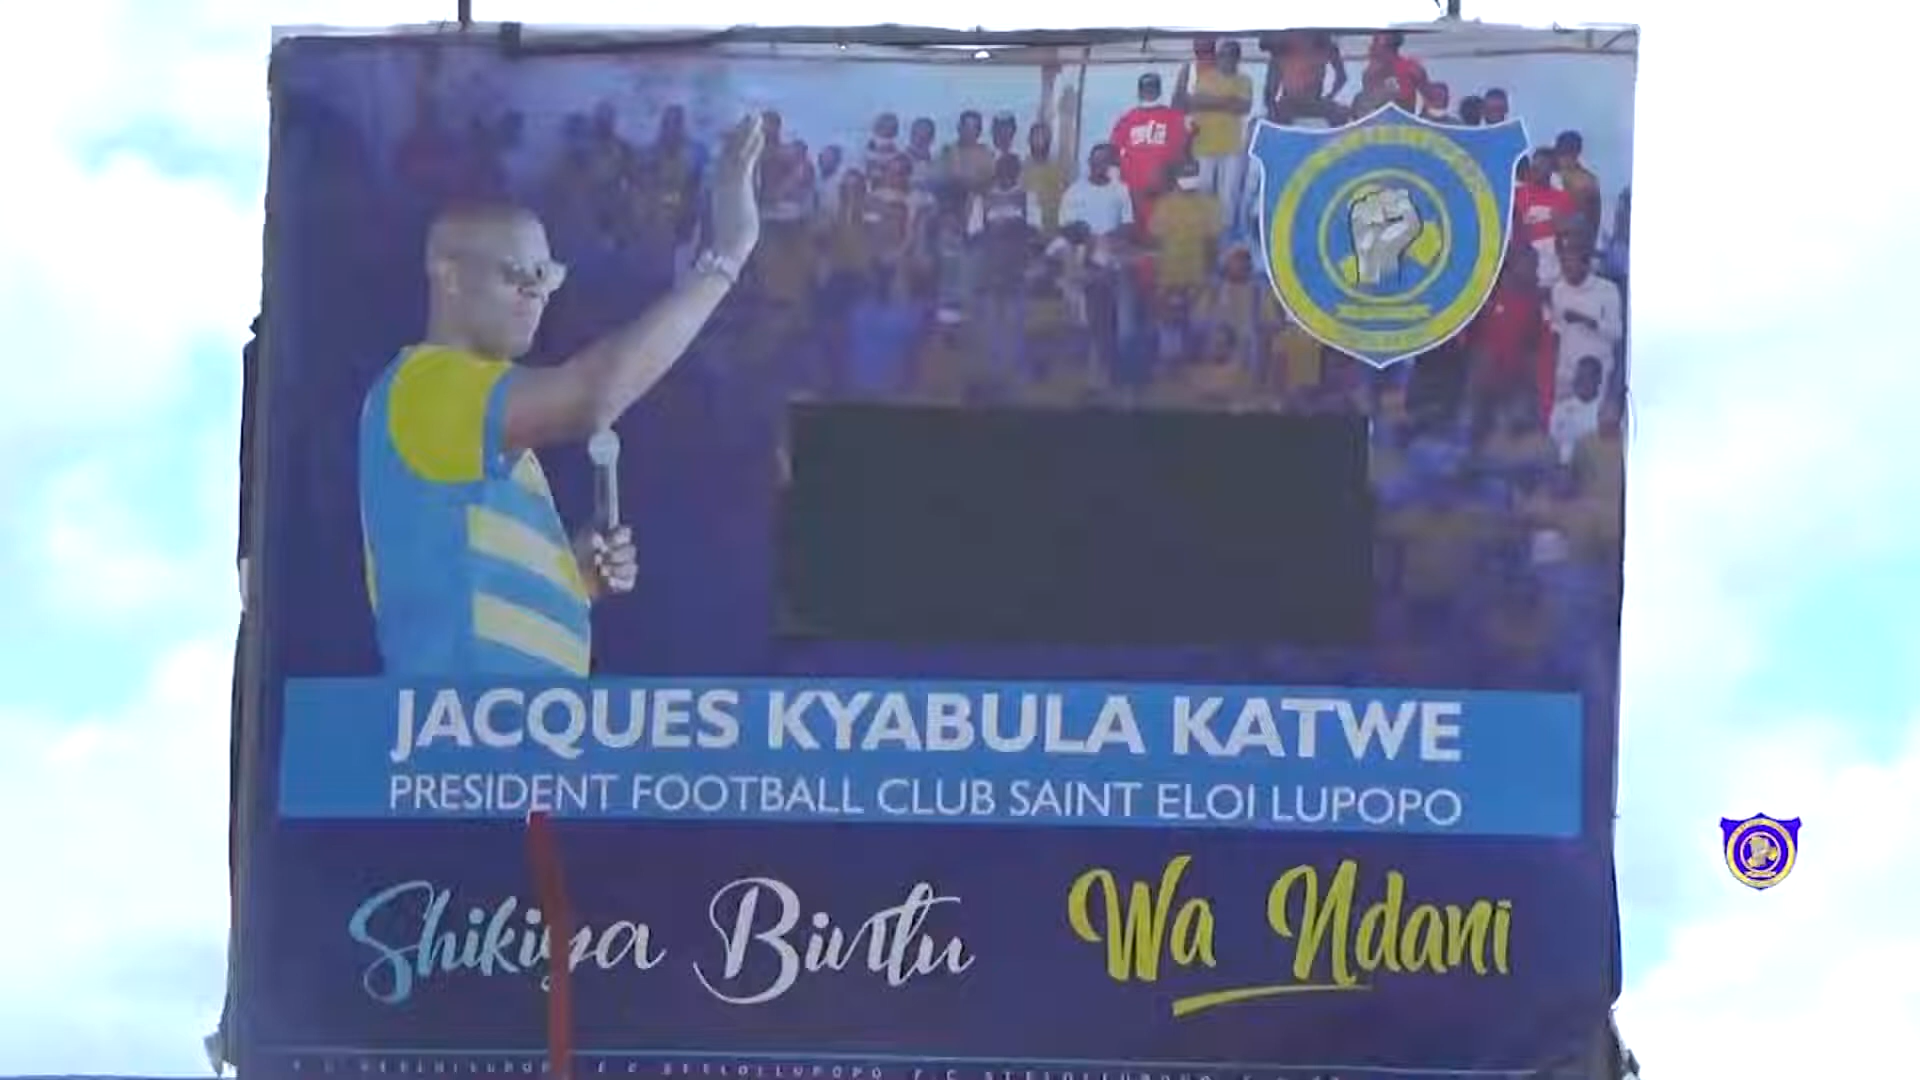 JACQUES KYABULA KATWE
PRESIDENT FOOTBALL CLUB SAINT ELOI LUPOPO
Shikiya Bintu Wa Ndani